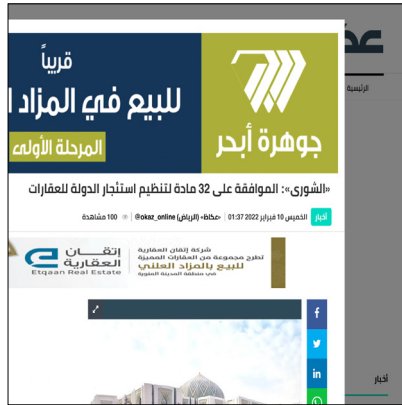 قريباً
للبيع في المزاد ا
المرحلة الأولى
جوهرة أبحر
الرئيسية
«الشورى»: الموافقة على 32 مادة لتنظيم استئجار الدولة للعقارات
أخبار الخميس 10 فبراير 2022 01:37 | «عكاظ» (الرياض) okaz_online@ 100 مشاهدة
إتقــان
العقارية
Etqaan Real Estate
شركة إتقان العقارية
تطرح مجموعة من العقارات المميزة
للبيع بالمزاد العلني
في منطقة المدينة المنورة
f
in
أخبار